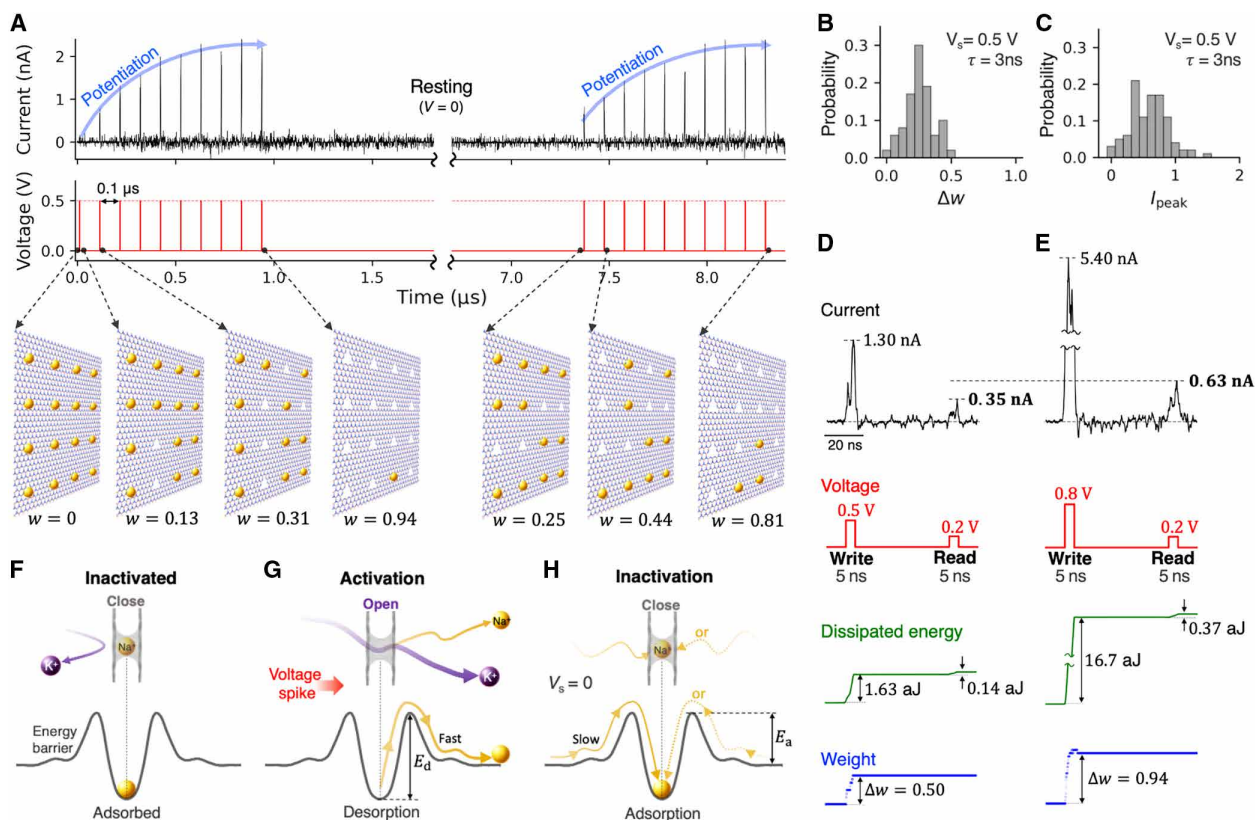 A
Current (nA)
2
1
0
Potentiation
Resting
(V = 0)
Potentiation
Voltage (V)
0.5
0.0
0.1 µs
0.0
0.5
1.0
1.5
7.0
7.5
8.0
Time (µs)
w = 0
w = 0.13
w = 0.31
w = 0.94
w = 0.25
w = 0.44
w = 0.81
B
Vs= 0.5 V
τ = 3ns
Probability
0.3
0.2
0.1
0.0
0.0
0.5
1.0
Δw
C
Vs= 0.5 V
τ = 3ns
Probability
0.3
0.2
0.1
0.0
0
1
2
Ipeak
D
Current
1.30 nA
0.35 nA
20 ns
Voltage
0.5 V
0.2 V
Write
Read
5 ns
5 ns
Dissipated energy
1.63 aJ
0.14 aJ
Weight
Δw = 0.50
E
5.40 nA
0.63 nA
0.8 V
0.2 V
Write
Read
5 ns
5 ns
16.7 aJ
0.37 aJ
Δw = 0.94
F
Inactivated
Close
Na+
K+
Energy
barrier
Adsorbed
G
Activation
Open
Na+
K+
Voltage
spike
Fast
Ed
Desorption
H
Inactivation
Close
or
Na+
Vs = 0
or
Slow
Ea
Adsorption